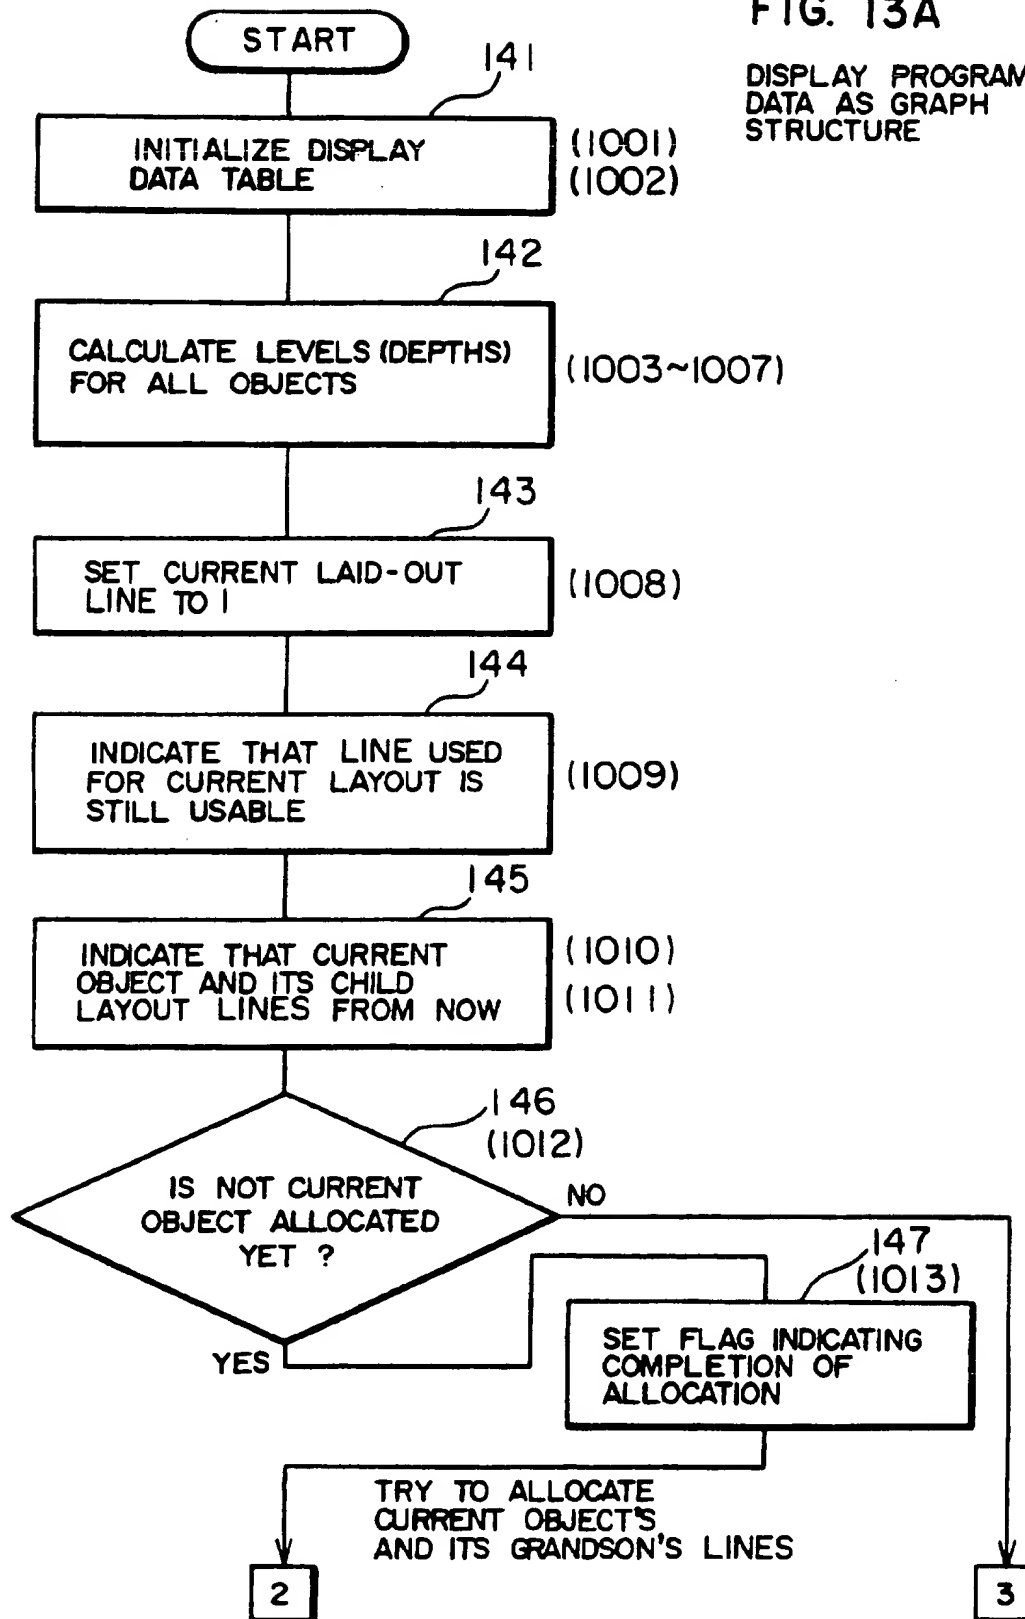 FIG. 13A
DISPLAY PROGRAM
DATA AS GRAPH
STRUCTURE
START
141
INITIALIZE DISPLAY
DATA TABLE
(1001)
(1002)
142
CALCULATE LEVELS (DEPTHS)
FOR ALL OBJECTS
(1003~1007)
143
SET CURRENT LAID-OUT
LINE TO 1
(1008)
144
INDICATE THAT LINE USED
FOR CURRENT LAYOUT IS
STILL USABLE
(1009)
145
INDICATE THAT CURRENT
OBJECT AND ITS CHILD
LAYOUT LINES FROM NOW
(1010)
(1011)
146
(1012)
IS NOT CURRENT
OBJECT ALLOCATED
YET ?
NO
YES
147
(1013)
SET FLAG INDICATING
COMPLETION OF
ALLOCATION
TRY TO ALLOCATE
CURRENT OBJECT'S
AND ITS GRANDSON'S LINES
2
3